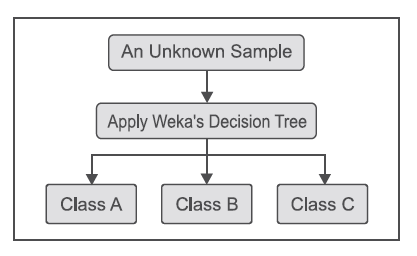 An Unknown Sample
Apply Weka's Decision Tree
Class A
Class B
Class C